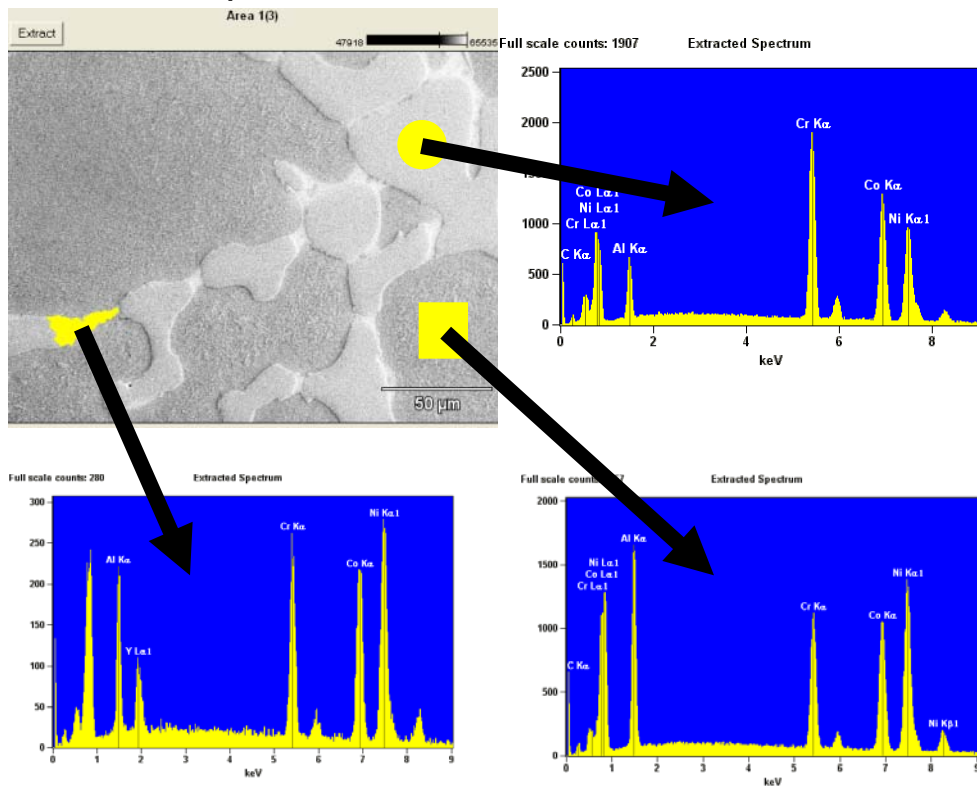 Area 1(3)
Extract
47918 65535
50 µm
Full scale counts: 1907 Extracted Spectrum
2500
2000
1000
500
0
Cr Kα
Co Kα
Ni Kα1
Co Lα1
Ni Lα1
Cr Lα1
C Kα
Al Kα
0 2 4 6 8
keV
Full scale counts: 280 Extracted Spectrum
300
250
200
150
100
50
0
Ni Kα1
Cr Kα
Al Kα
Co Kα
Y Lα1
0 1 2 3 4 5 6 7 8 9
keV
Full scale counts: Extracted Spectrum
2000
1500
1000
500
0
Al Kα
Ni Lα1
Co Lα1
Cr Lα1
Ni Kα1
Cr Kα
Co Kα
C Kα
Ni Kβ1
0 1 2 3 4 5 6 7 8 9
keV